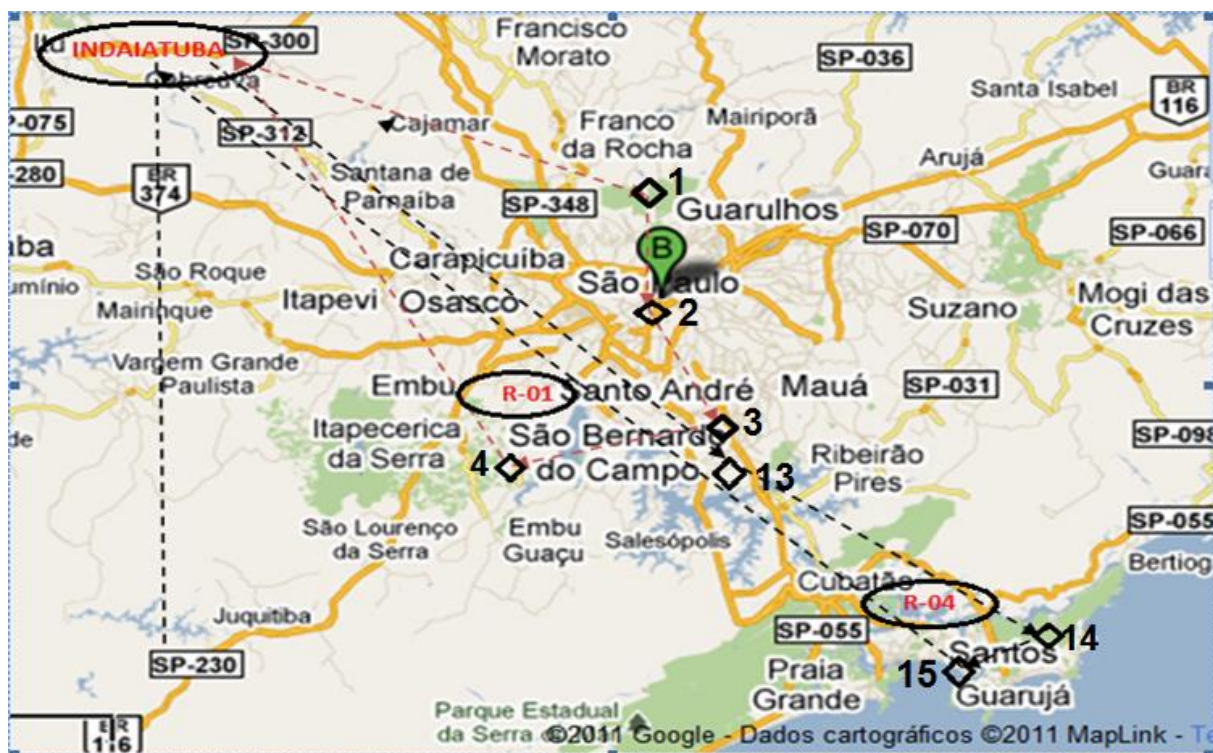 Francisco
Morato
INDAIATUBA
SP-300
SP-036
Santa Isabel
BR
116
P-075
SP-312
Cajamar
Franco
da Rocha
Mairiporã
Arujá
-280
BR
374
Santana de
Parnaíba
SP-348
1
Guarulhos
SP-070
SP-066
B
Carapicuíba
São Roque
Itapevi
Osasco
São Paulo
Suzano
Mogi das
Cruzes
Mairinque
2
Vargem Grande
Paulista
Embu
R-01
Santo André
Mauá
SP-031
Itapecerica
da Serra
São Bernardo
do Campo
3
4
13
Ribeirão
Pires
SP-098
São Lourenço
da Serra
Embu
Guaçu
Salesópolis
SP-055
Cubatão
Bertiog
R-04
Juquitiba
SP-055
14
SP-230
Santos
15
Praia
Grande
Guarujá
BR
116
Parque Estadual
da Serra
©2011 Google - Dados cartográficos ©2011 MapLink - Te